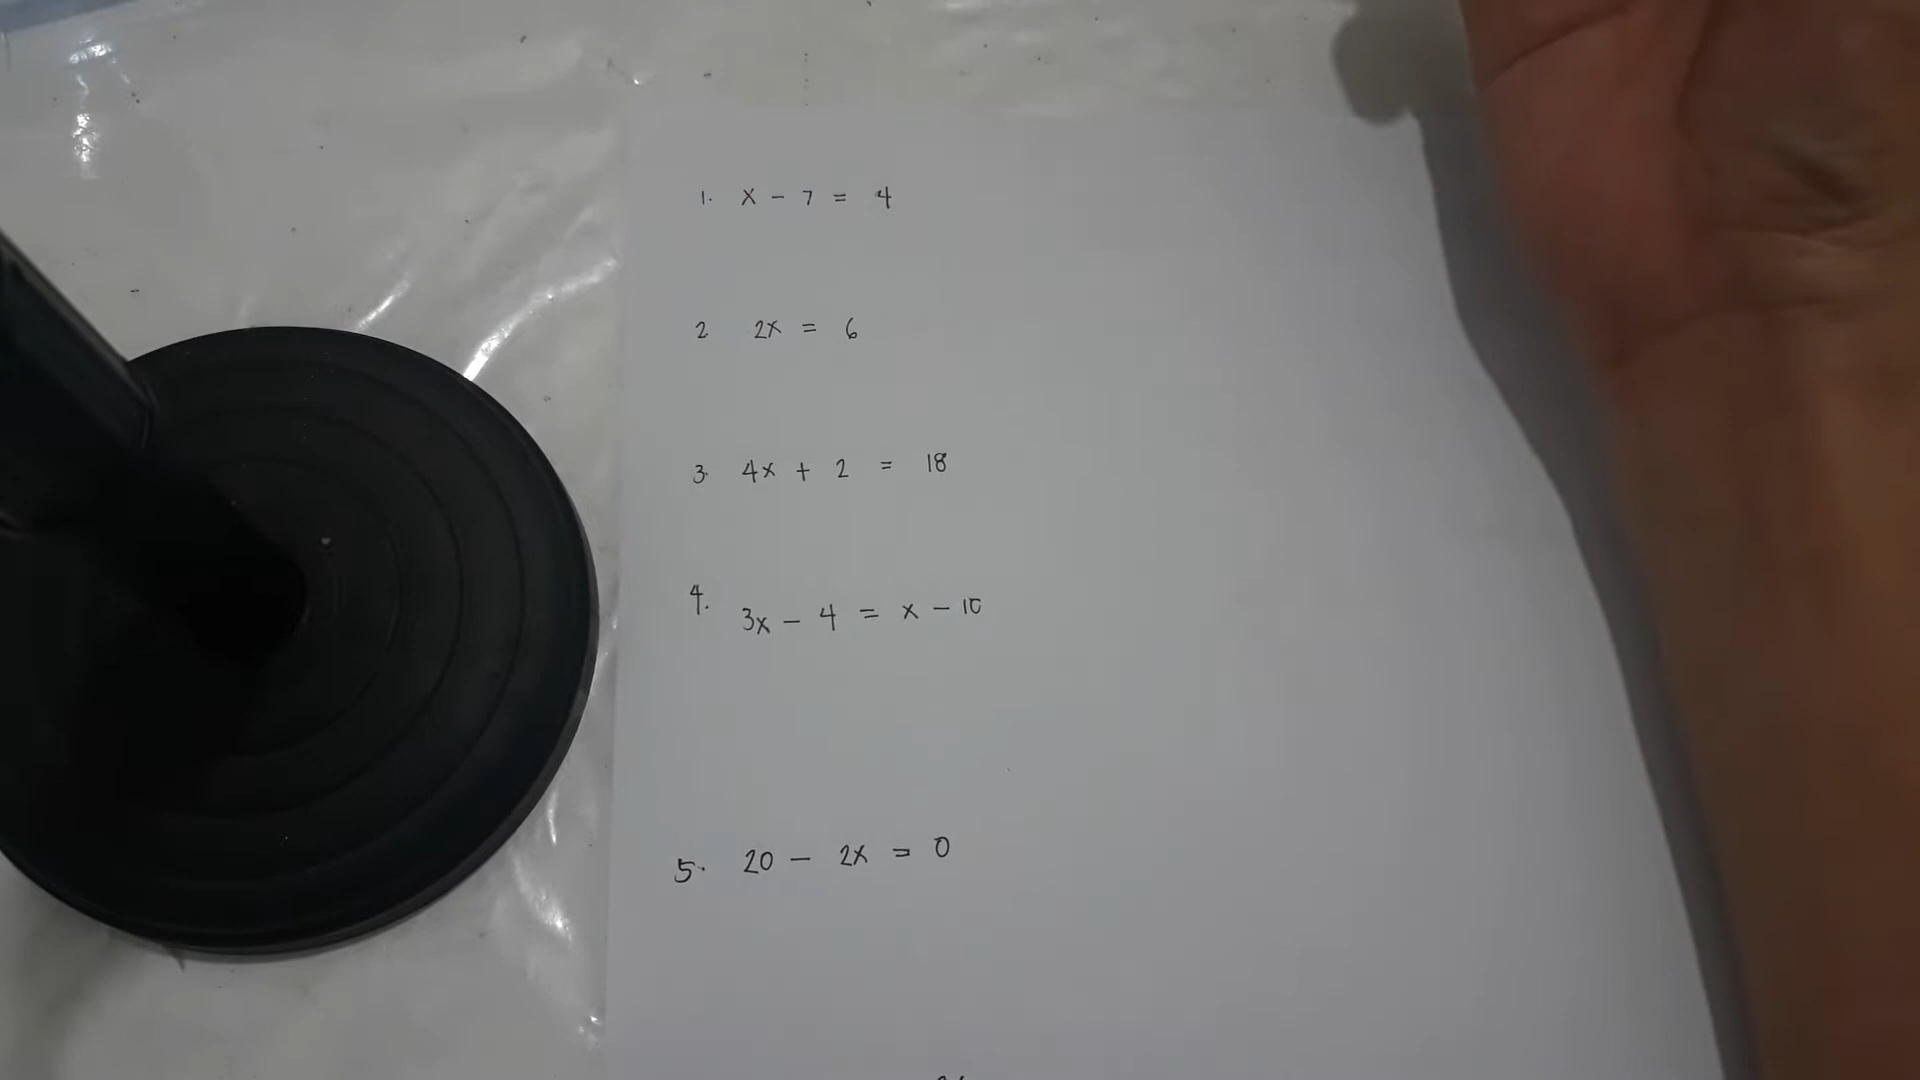 1. x - 7 = 4
2 2x = 6
3. 4x + 2 = 18
4. 3x - 4 = x - 10
5. 20 - 2x = 0